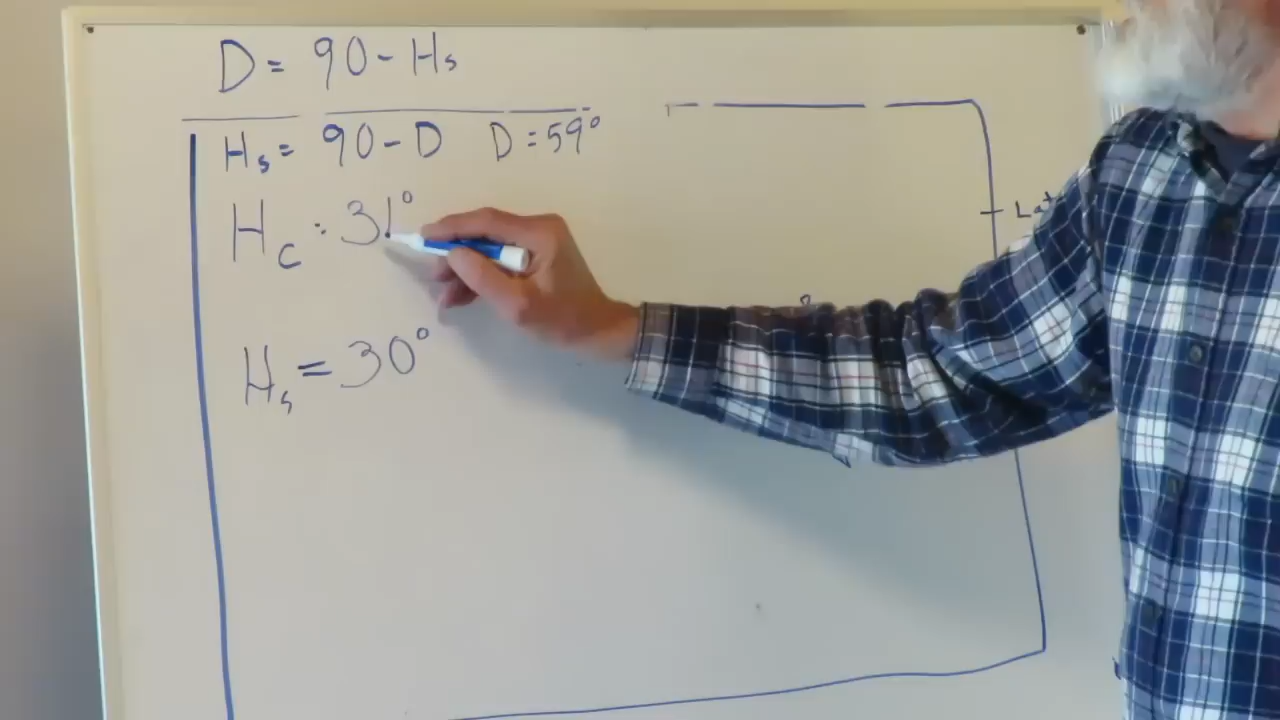 D = 90 - Hs
Hs = 90 - D D = 59°
Hc : 31°
Hs = 30°